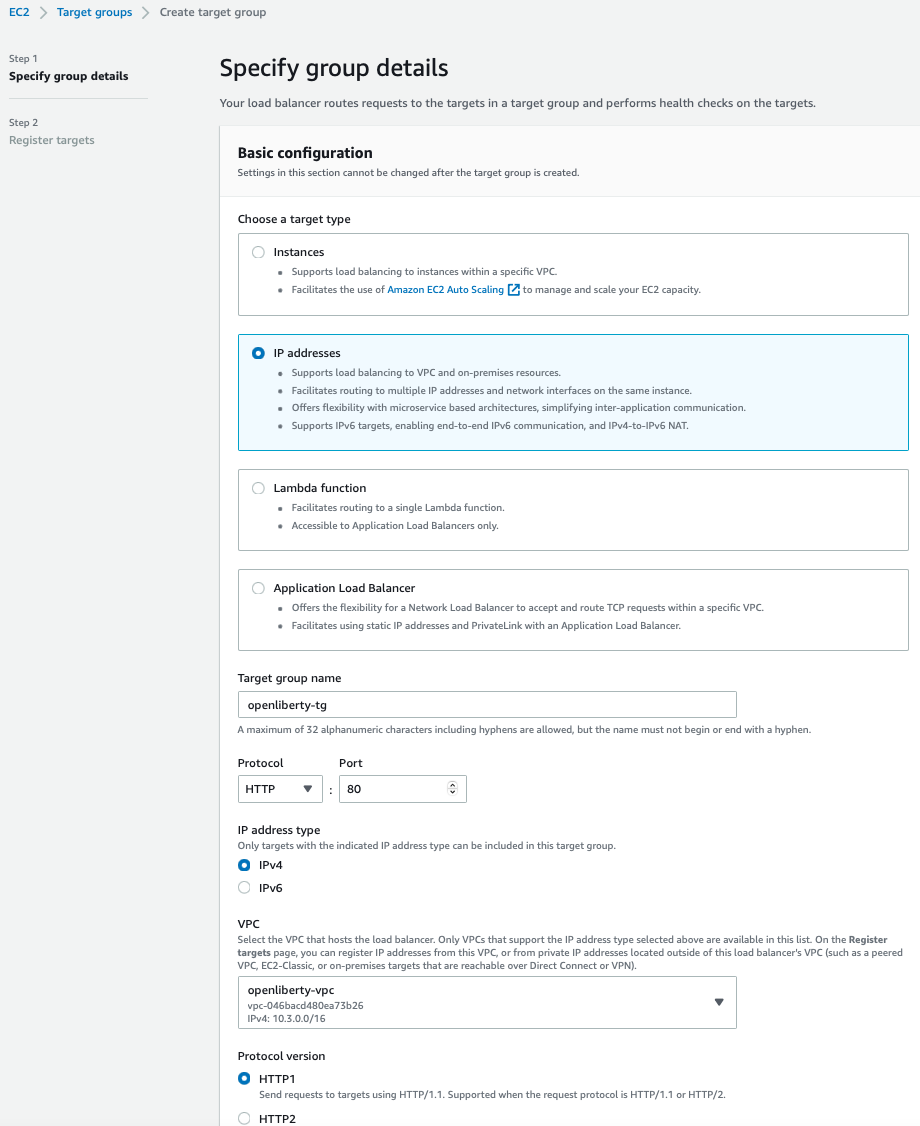 EC2 > Target groups > Create target group
Step 1
Specify group details
Step 2
Register targets
Specify group details
Your load balancer routes requests to the targets in a target group and performs health checks on the targets.
Basic configuration
Settings in this section cannot be changed after the target group is created.
Choose a target type
Instances
• Supports load balancing to instances within a specific VPC.
• Facilitates the use of Amazon EC2 Auto Scaling to manage and scale your EC2 capacity.
IP addresses
• Supports load balancing to VPC and on-premises resources.
• Facilitates routing to multiple IP addresses and network interfaces on the same instance.
• Offers flexibility with microservice based architectures, simplifying inter-application communication.
• Supports IPv6 targets, enabling end-to-end IPv6 communication, and IPv4-to-IPv6 NAT.
Lambda function
• Facilitates routing to a single Lambda function.
• Accessible to Application Load Balancers only.
Application Load Balancer
• Offers the flexibility for a Network Load Balancer to accept and route TCP requests within a specific VPC.
• Facilitates using static IP addresses and PrivateLink with an Application Load Balancer.
Target group name
openliberty-tg
A maximum of 32 alphanumeric characters including hyphens are allowed, but the name must not begin or end with a hyphen.
Protocol Port
HTTP : 80
IP address type
Only targets with the indicated IP address type can be included in this target group.
IPv4
IPv6
VPC
Select the VPC that hosts the load balancer. Only VPCs that support the IP address type selected above are available in this list. On the Register
targets page, you can register IP addresses from this VPC, or from private IP addresses located outside of this load balancer's VPC (such as a peered
VPC, EC2-Classic, or on-premises targets that are reachable over Direct Connect or VPN).
openliberty-vpc
vpc-046bacd480ea73b26
IPv4: 10.3.0.0/16
Protocol version
HTTP1
Send requests to targets using HTTP/1.1. Supported when the request protocol is HTTP/1.1 or HTTP/2.
HTTP2